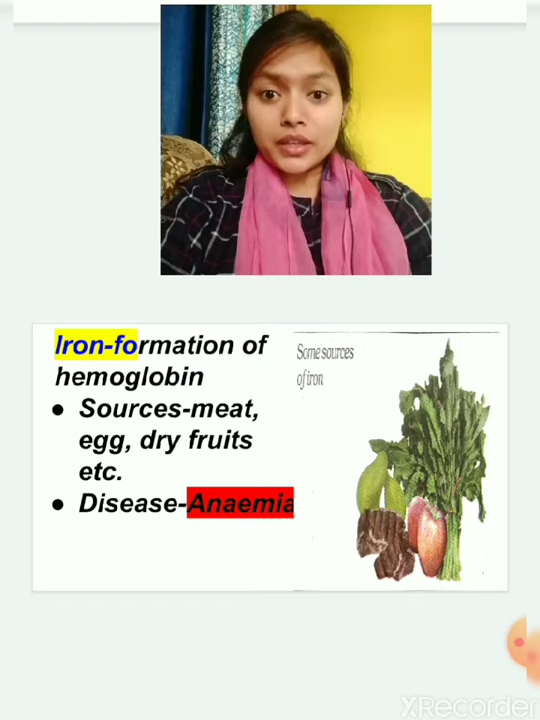 Iron-formation of
hemoglobin
● Sources-meat,
egg, dry fruits
etc.
● Disease-Anaemia
Some sources
of iron
XRecorder